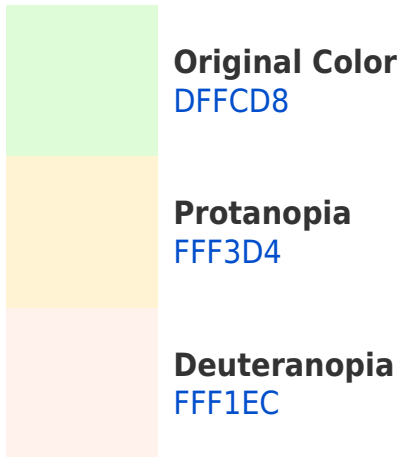 Original Color
DFFCD8
Protanopia
FFF3D4
Deuteranopia
FFF1EC